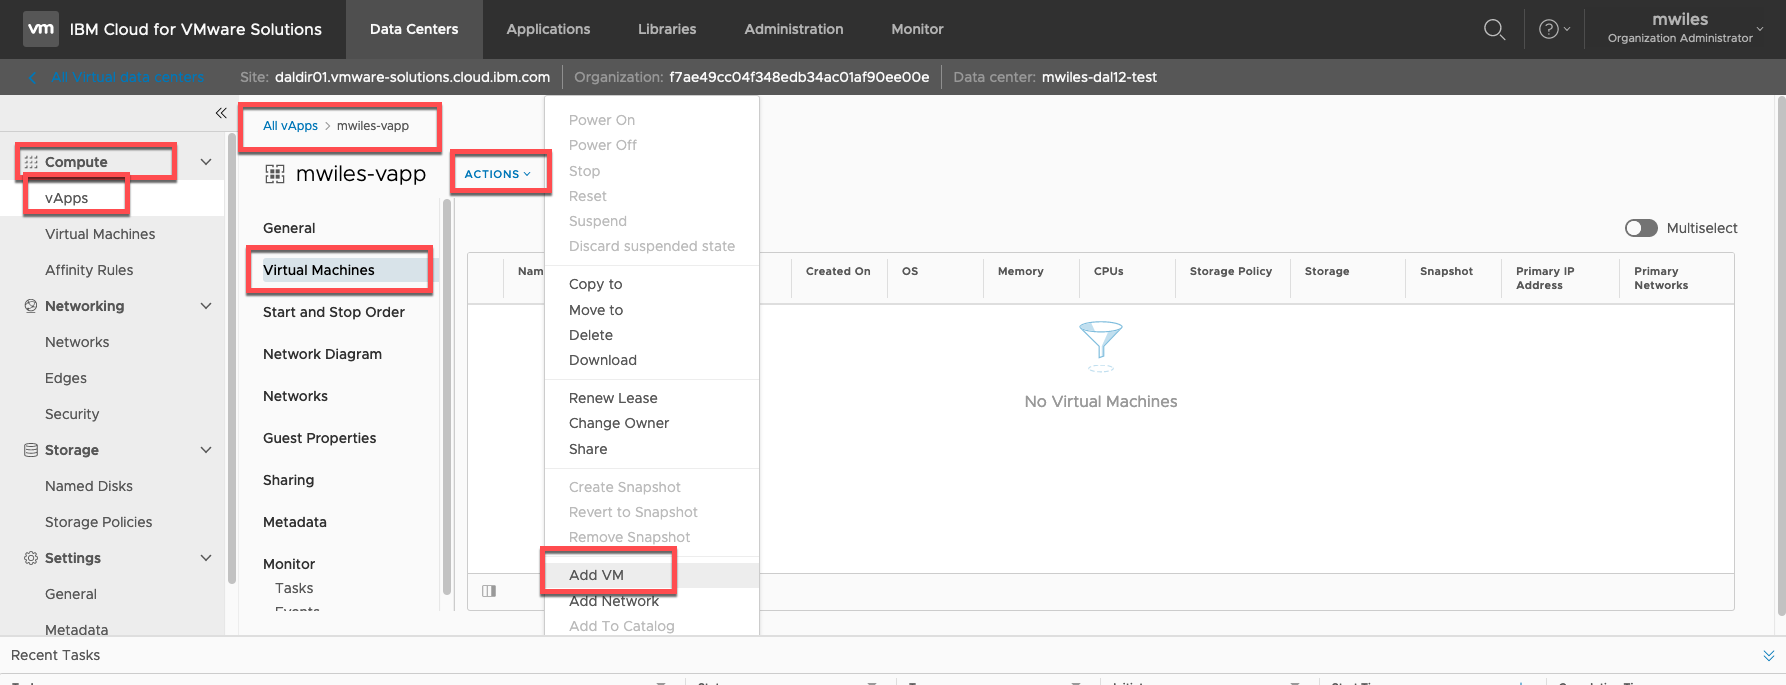 vm IBM Cloud for VMware Solutions Data Centers Applications Libraries Administration Monitor mwiles
Organization Administrator
All Virtual data centers Site: daldir01.vmware-solutions.cloud.ibm.com Organization: f7ae49cc04f348edb34ac01af90ee00e Data center: mwiles-dal12-test
Compute
vApps
Virtual Machines
Affinity Rules
Networking
Networks
Edges
Security
Storage
Named Disks
Storage Policies
Settings
General
Metadata
All vApps > mwiles-vapp
mwiles-vapp ACTIONS
General
Virtual Machines
Start and Stop Order
Network Diagram
Networks
Guest Properties
Sharing
Metadata
Monitor
Tasks
Events
Power On
Power Off
Stop
Reset
Suspend
Discard suspended state
Copy to
Move to
Delete
Download
Renew Lease
Change Owner
Share
Create Snapshot
Revert to Snapshot
Remove Snapshot
Add VM
Add Network
Add To Catalog
Multiselect
Nam Created On OS Memory CPUs Storage Policy Storage Snapshot Primary IP Address Primary Networks
No Virtual Machines
Recent Tasks